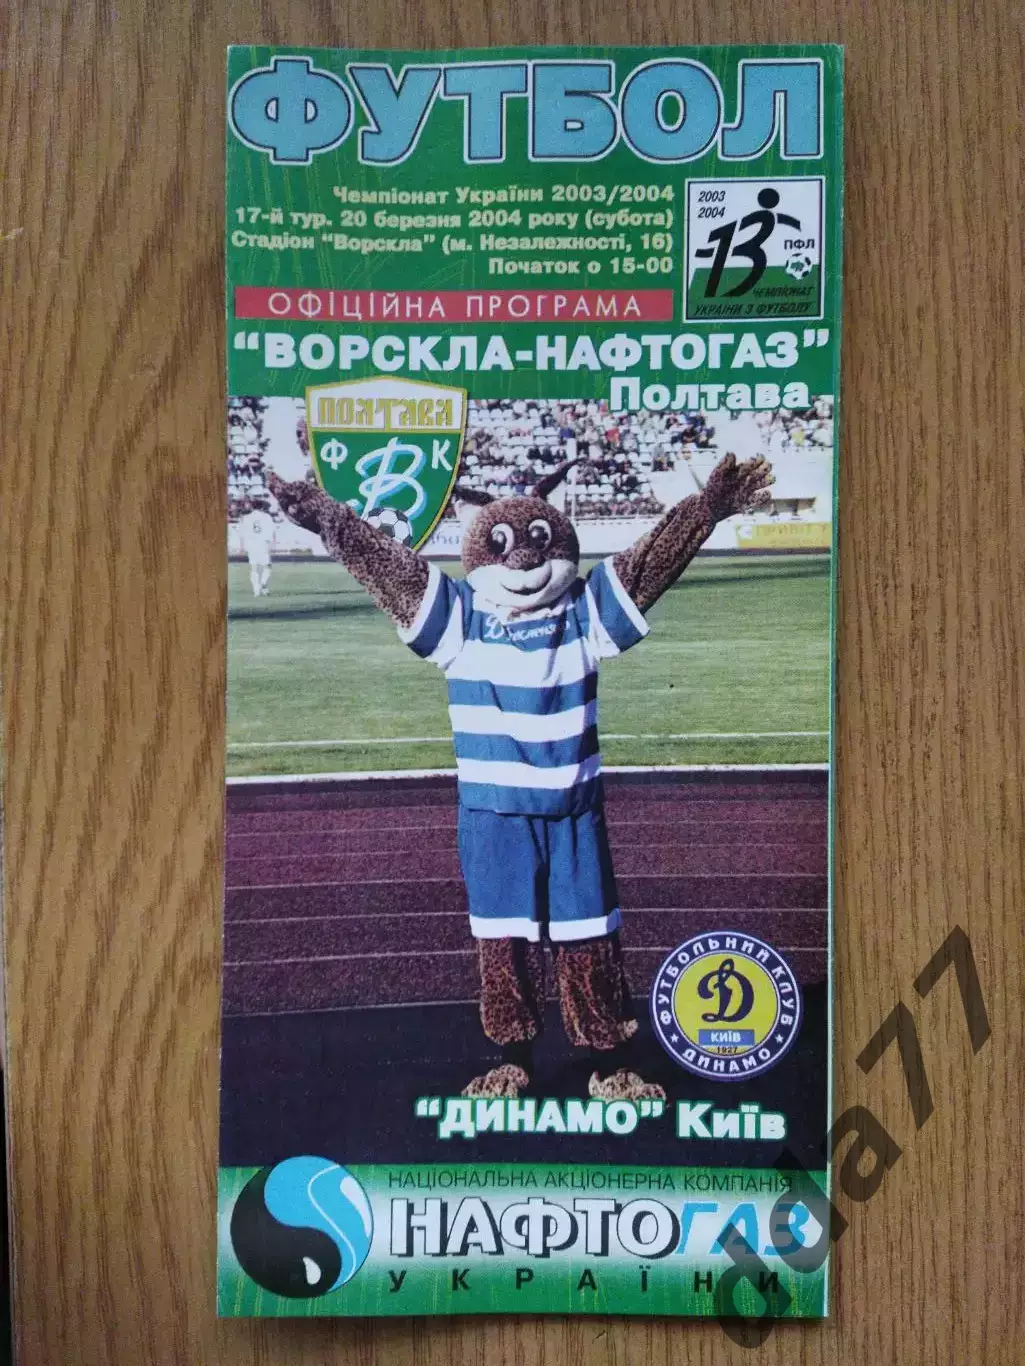 ФУТБОЛ
Чемпіонат України 2003/2004
17-й тур. 20 березня 2004 року (субота)
Стадіон "Ворскла" (м. Незалежності, 16)
Початок о 15-00
2003
2004
13
ПФЛ
ЧЕМПІОНАТ
УКРАЇНИ З ФУТБОЛУ
ОФІЦІЙНА ПРОГРАМА
"ВОРСКЛА-НАФТОГАЗ"
Полтава
ПОЛТАВА
Ф В К
6
ФУТБОЛЬНИЙ КЛУБ
Д
КИЇВ
1927
ДИНАМО
"ДИНАМО" Київ
НАЦІОНАЛЬНА АКЦІОНЕРНА КОМПАНІЯ
НАФТОГАЗ
УКРАЇНИ
dda77